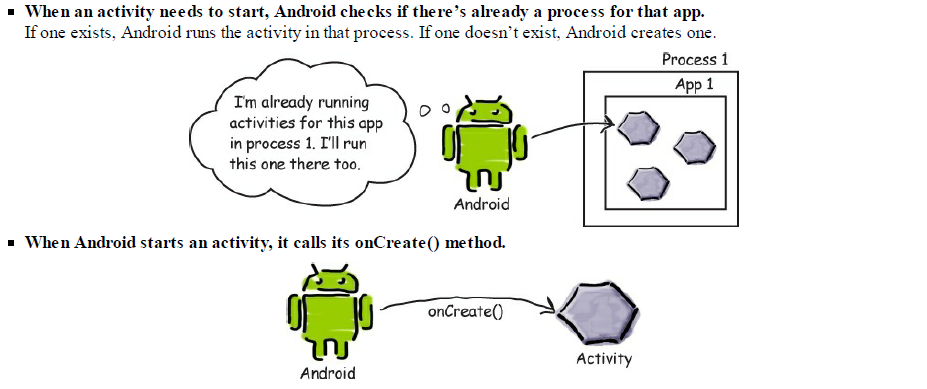 ▪ When an activity needs to start, Android checks if there’s already a process for that app.
If one exists, Android runs the activity in that process. If one doesn’t exist, Android creates one.
Process 1
App 1
I'm already running
activities for this app
in process 1. I'll run
this one there too.
Android
▪ When Android starts an activity, it calls its onCreate() method.
onCreate()
Activity
Android